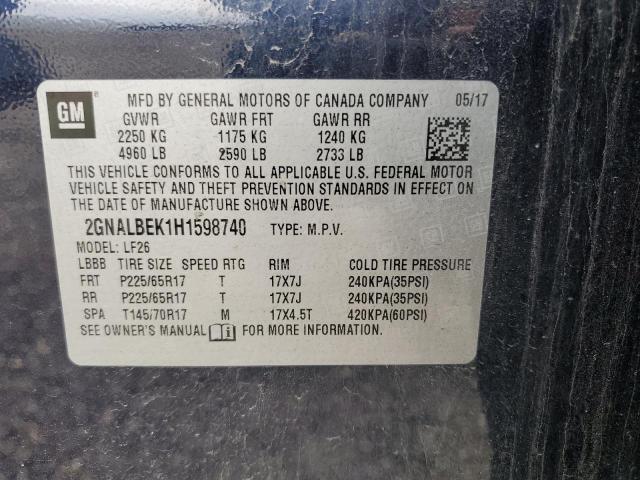 GM MFD BY GENERAL MOTORS OF CANADA COMPANY 05/17
GVWR GAWR FRT GAWR RR
2250 KG 1175 KG 1240 KG
4960 LB 2590 LB 2733 LB
THIS VEHICLE CONFORMS TO ALL APPLICABLE U.S. FEDERAL MOTOR
VEHICLE SAFETY AND THEFT PREVENTION STANDARDS IN EFFECT ON
THE DATE OF MANUFACTURE SHOWN ABOVE.
2GNALBEK1H1598740 TYPE: M.P.V.
MODEL: LF26
LBBB TIRE SIZE SPEED RTG RIM COLD TIRE PRESSURE
FRT P225/65R17 T 17X7J 240KPA(35PSI)
RR P225/65R17 T 17X7J 240KPA(35PSI)
SPA T145/70R17 M 17X4.5T 420KPA(60PSI)
SEE OWNER'S MANUAL FOR MORE INFORMATION.